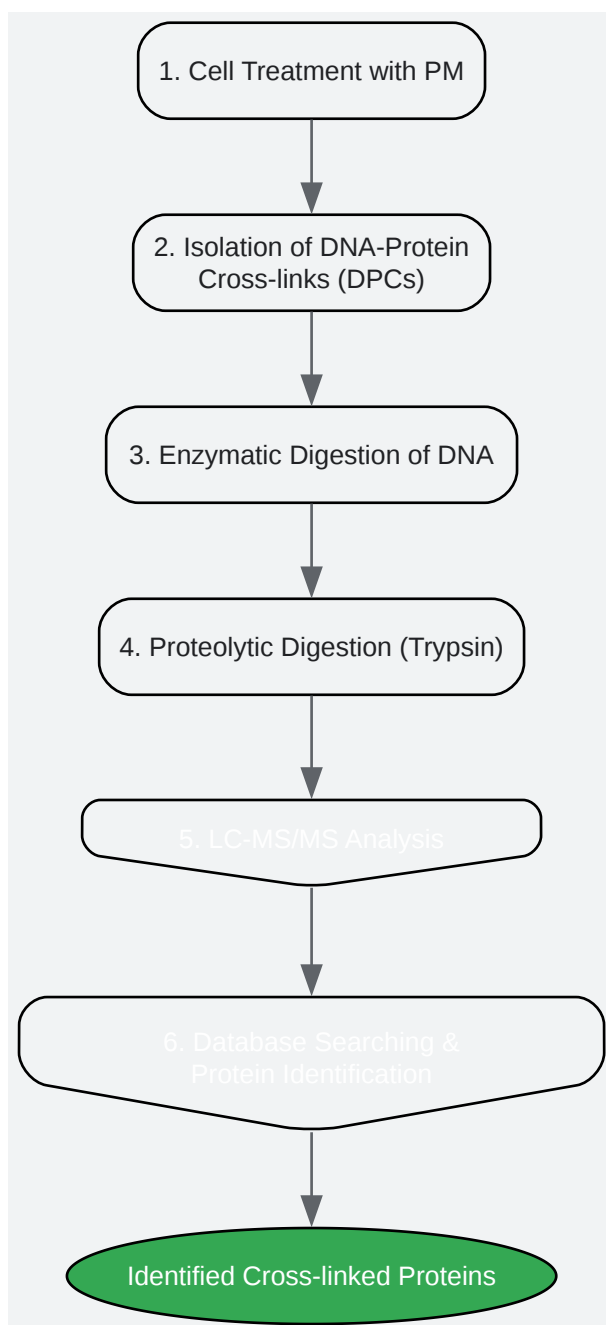 1. Cell Treatment with PM
2. Isolation of DNA-Protein
Cross-links (DPCs)
3. Enzymatic Digestion of DNA
4. Proteolytic Digestion (Trypsin)
5. LC-MS/MS Analysis
6. Database Searching &
Protein Identification
Identified Cross-linked Proteins